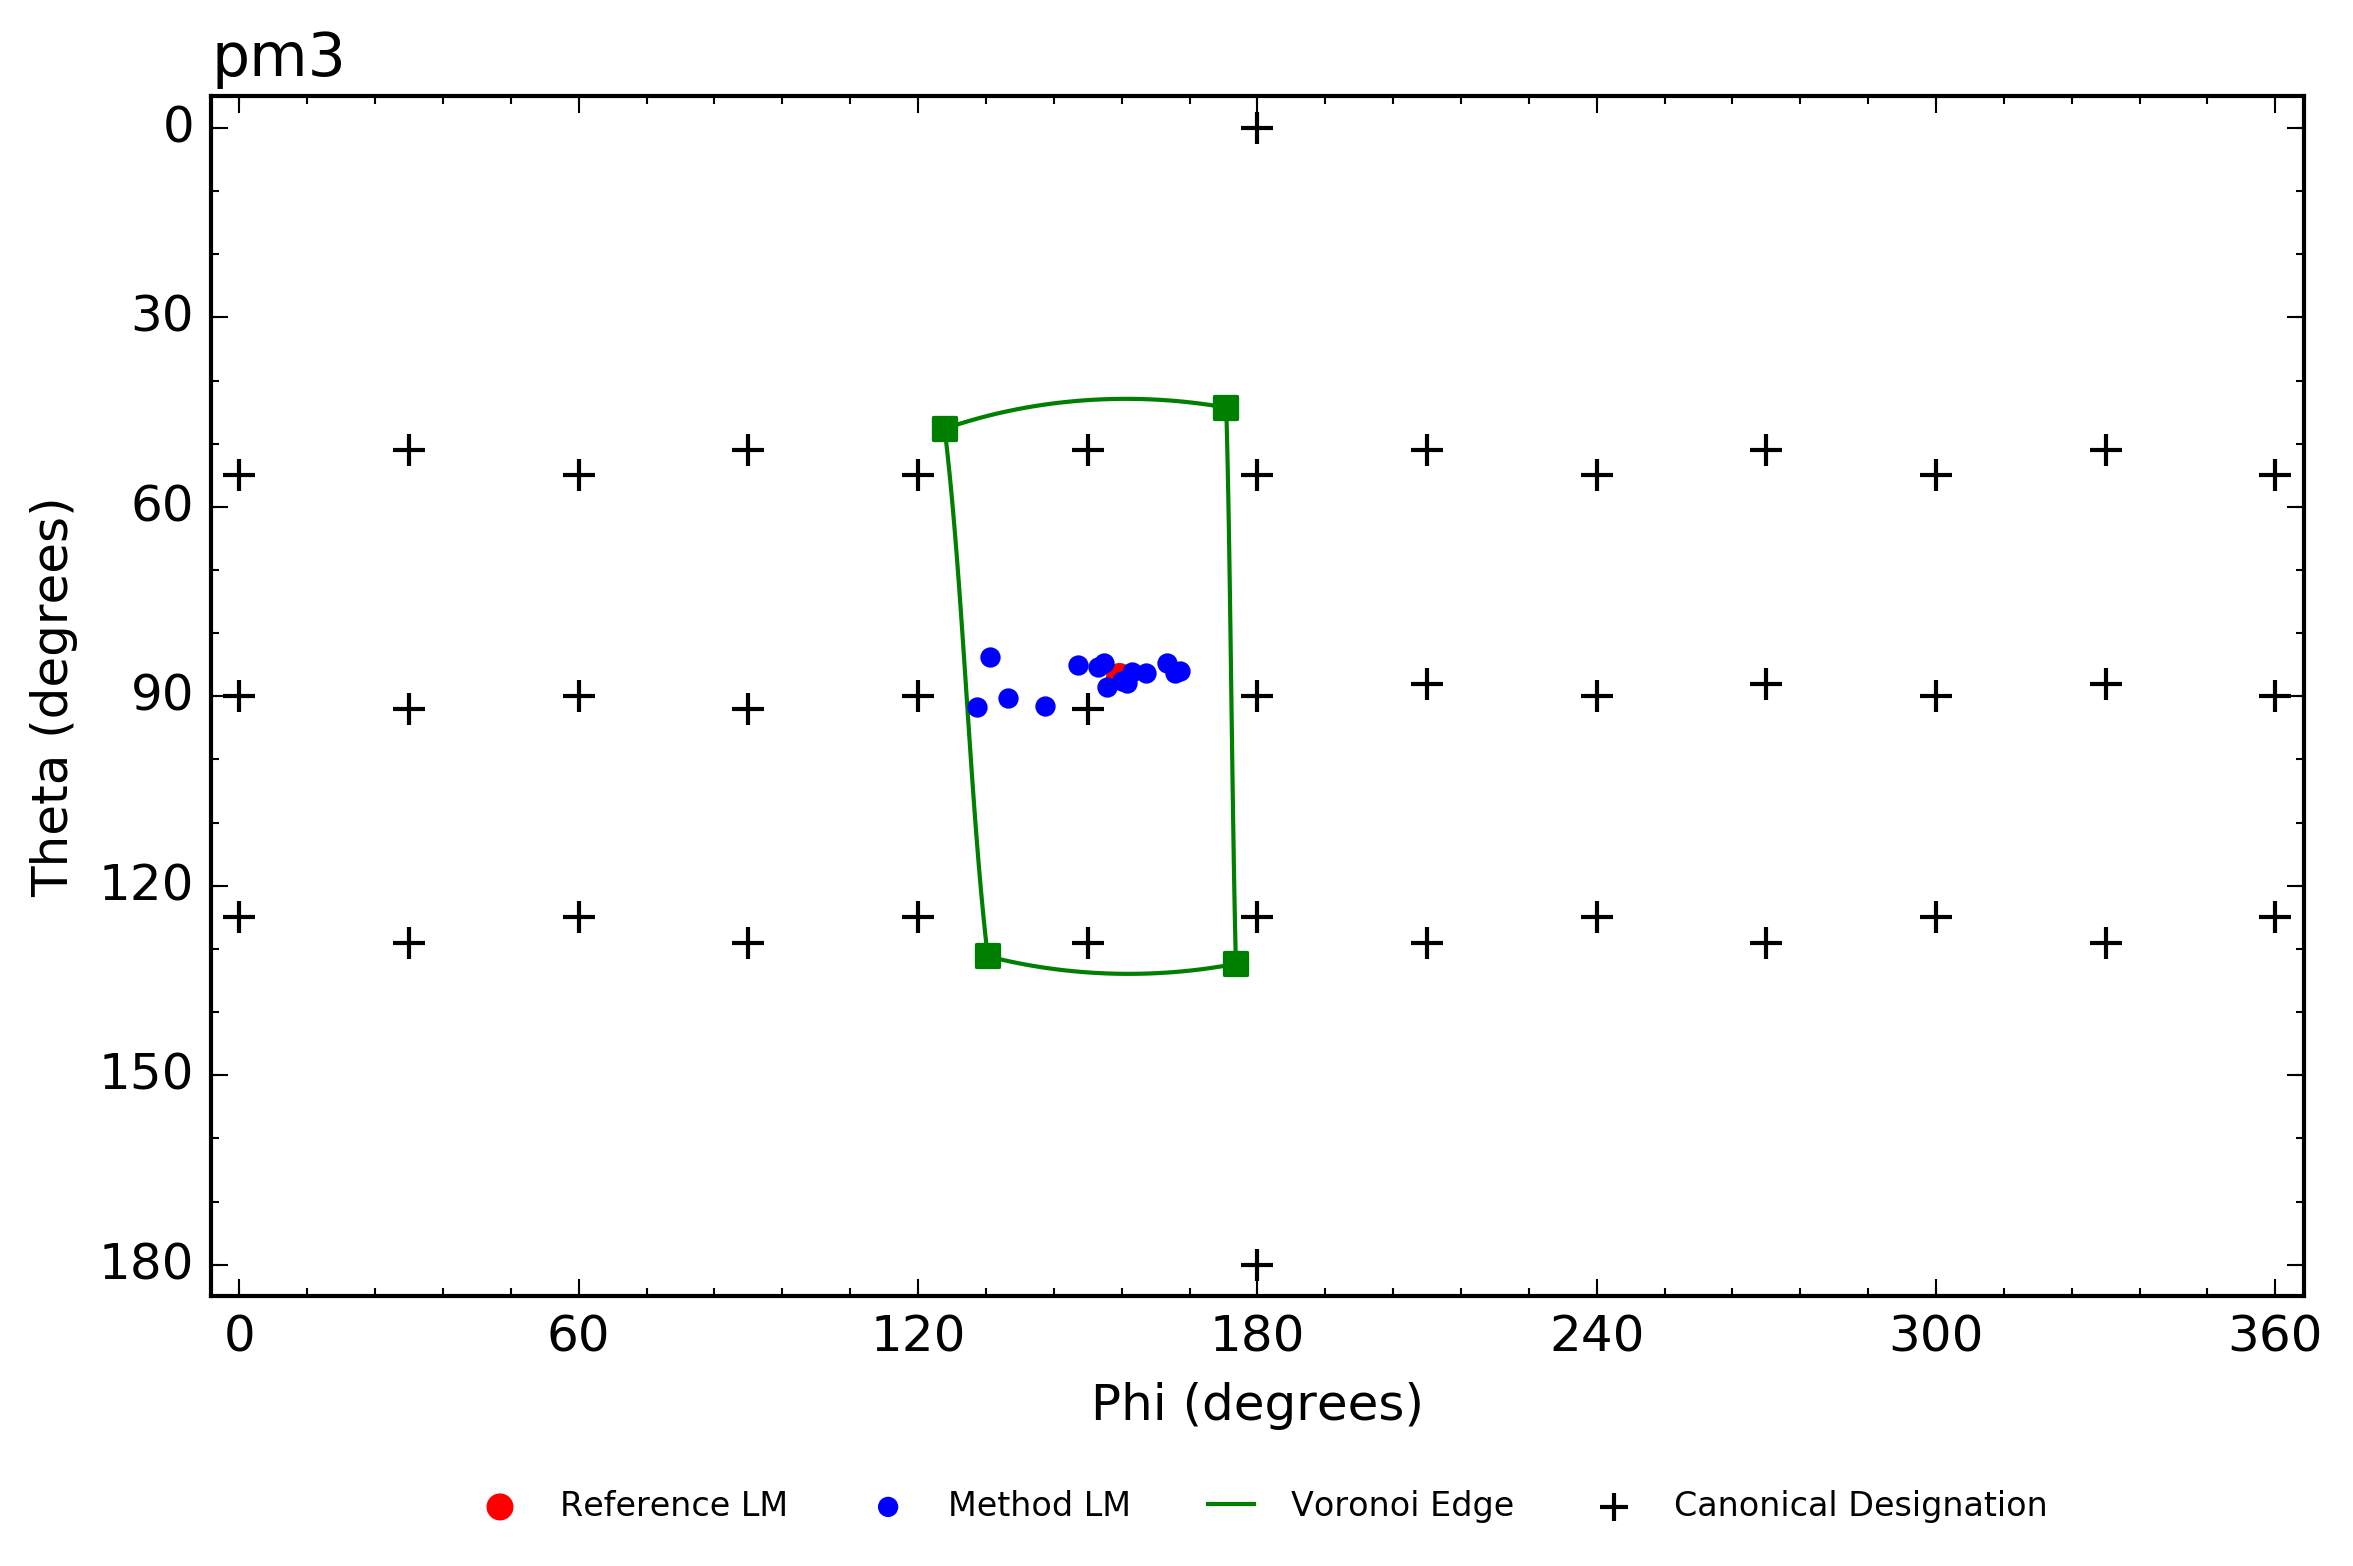 pm3
0
30
60
90
120
150
180
Theta (degrees)
0 60 120 180 240 300 360
Phi (degrees)
Reference LM Method LM Voronoi Edge Canonical Designation